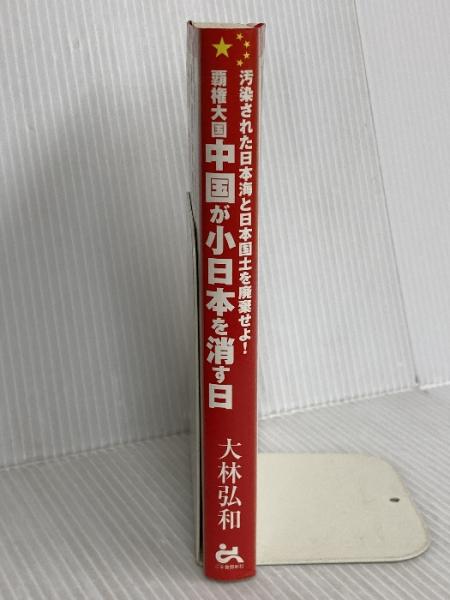 汚染された日本海と日本国土を廃棄せよ!
覇権大国
中国が小日本を消す日
大林弘和